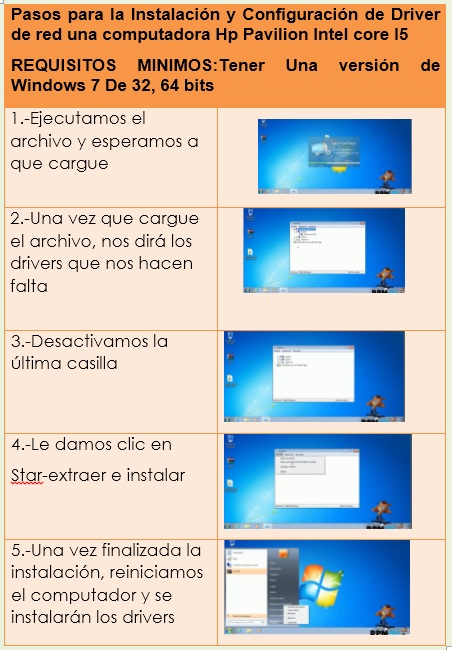 Pasos para la Instalación y Configuración de Driver
de red una computadora Hp Pavilion Intel core I5
REQUISITOS MINIMOS:Tener Una versión de
Windows 7 De 32, 64 bits
1.-Ejecutamos el
archivo y esperamos a
que cargue
2.-Una vez que cargue
el archivo, nos dirá los
drivers que nos hacen
falta
3.-Desactivamos la
última casilla
4.-Le damos clic en
Star-extraer e instalar
5.-Una vez finalizada la
instalación, reiniciamos
el computador y se
instalarán los drivers